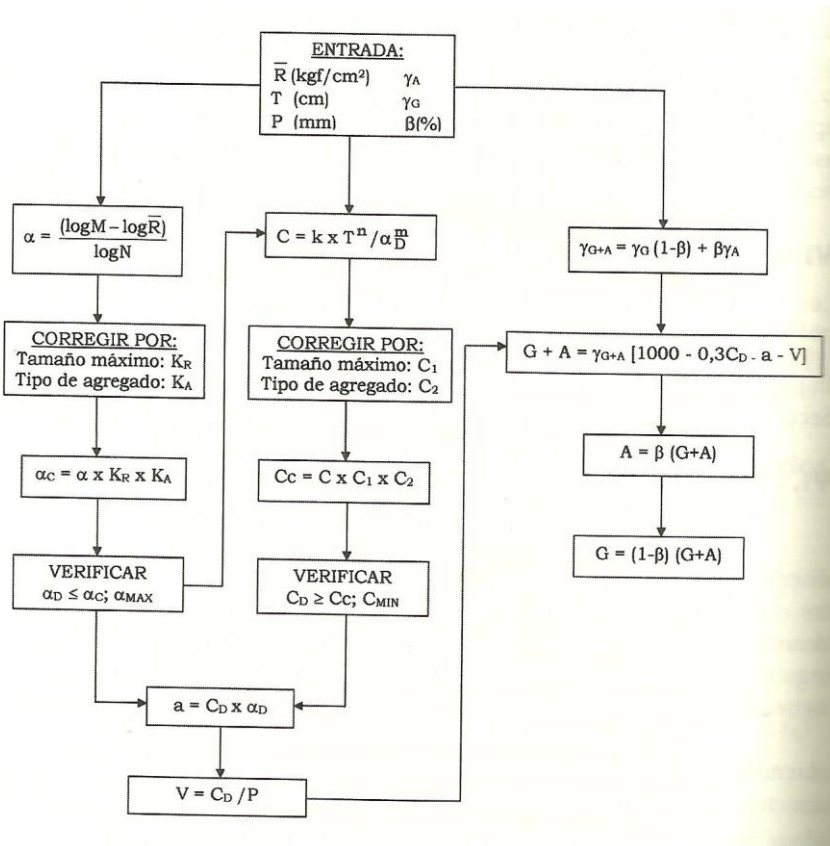 ENTRADA:
R̅ (kgf/cm²) γA
T (cm) γG
P (mm) β(%)
α = (logM – logR̅) / logN
C = k x Tⁿ / αDᵐ
γG+A = γG (1-β) + βγA
CORREGIR POR:
Tamaño máximo: KR
Tipo de agregado: KA
CORREGIR POR:
Tamaño máximo: C₁
Tipo de agregado: C₂
G + A = γG+A [1000 - 0,3CD - a - V]
αC = α x KR x KA
Cc = C x C₁ x C₂
A = β (G+A)
G = (1-β) (G+A)
VERIFICAR
αD ≤ αC; αMAX
VERIFICAR
CD ≥ Cc; CMIN
a = CD x αD
V = CD /P